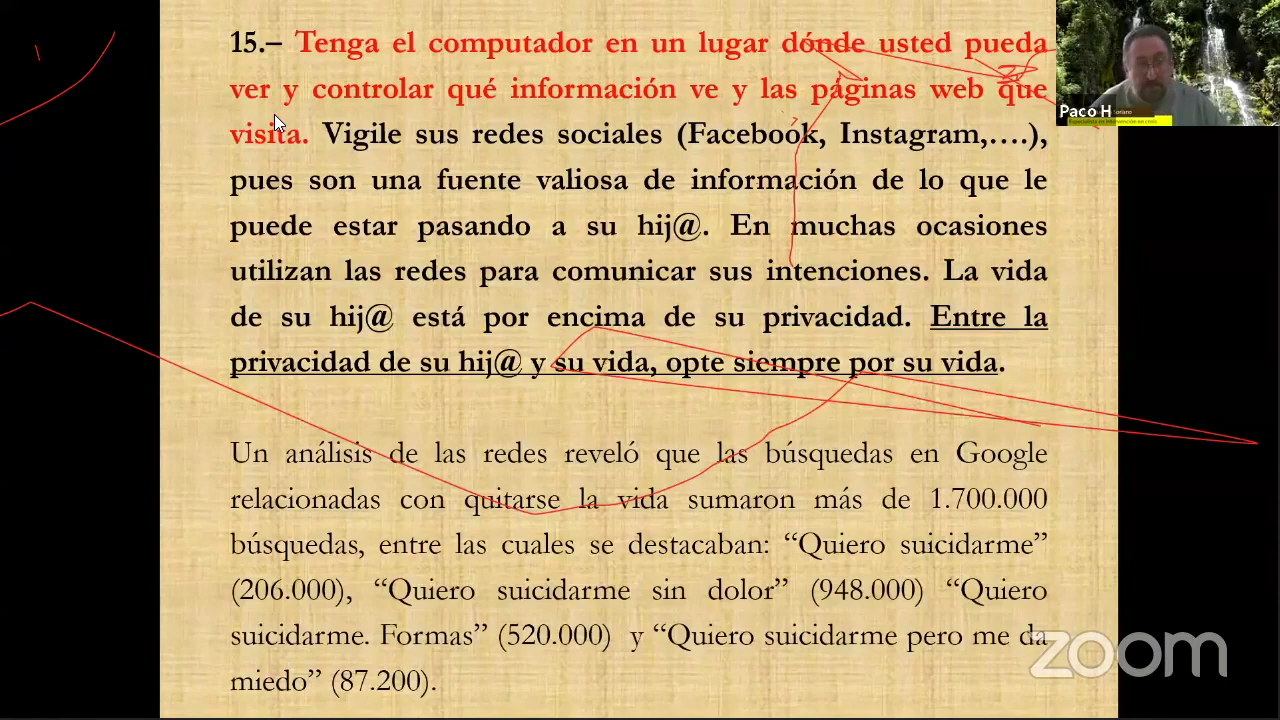 15.– Tenga el computador en un lugar dónde usted pueda
ver y controlar qué información ve y las páginas web que
visita. Vigile sus redes sociales (Facebook, Instagram,….),
pues son una fuente valiosa de información de lo que le
puede estar pasando a su hij@. En muchas ocasiones
utilizan las redes para comunicar sus intenciones. La vida
de su hij@ está por encima de su privacidad. Entre la
privacidad de su hij@ y su vida, opte siempre por su vida.
Un análisis de las redes reveló que las búsquedas en Google
relacionadas con quitarse la vida sumaron más de 1.700.000
búsquedas, entre las cuales se destacaban: “Quiero suicidarme”
(206.000), “Quiero suicidarme sin dolor” (948.000) “Quiero
suicidarme. Formas” (520.000) y “Quiero suicidarme pero me da
miedo” (87.200).
Paco H
zoom